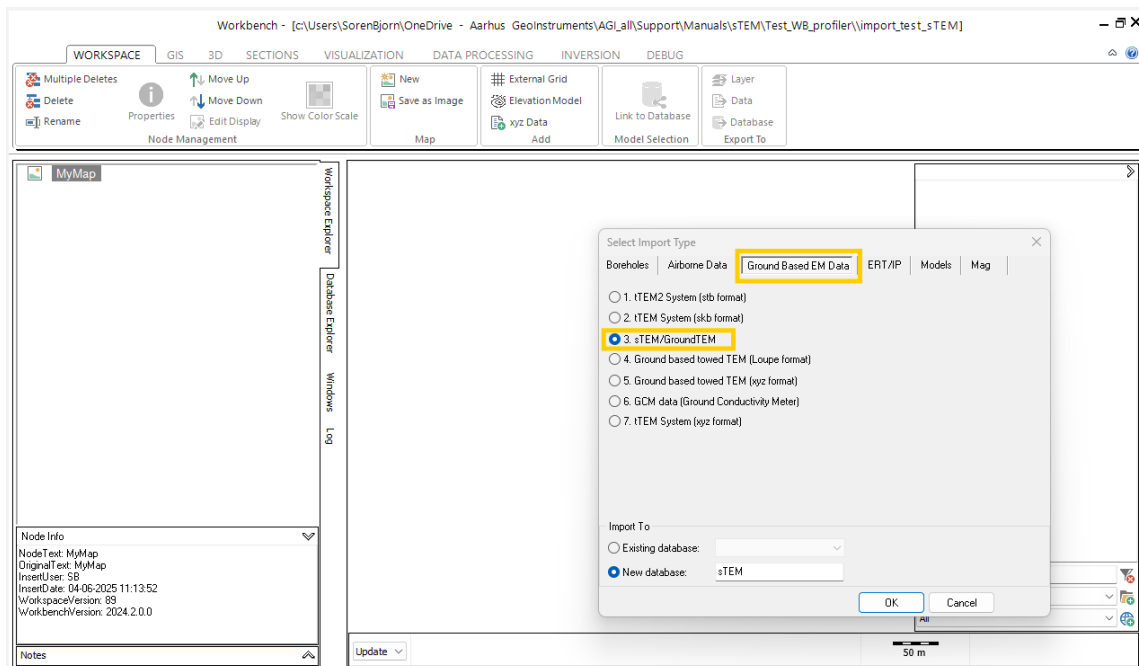 Workbench - [c:\Users\SorenBjorn\OneDrive - Aarhus GeoInstruments\AGI_all\Support\Manuals\sTEM\Test_WB_profiler\\import_test_sTEM]
WORKSPACE GIS 3D SECTIONS VISUALIZATION DATA PROCESSING INVERSION DEBUG
Multiple Deletes
Delete
Rename
Properties
Move Up
Move Down
Edit Display
Show Color Scale
Node Management
New
Save as Image
Map
External Grid
Elevation Model
xyz Data
Add
Link to Database
Model Selection
Layer
Data
Database
Export To
MyMap
Workspace Explorer
Database Explorer
Windows
Log
Select Import Type
Boreholes Airborne Data Ground Based EM Data ERT/IP Models Mag
1. tTEM2 System (stb format)
2. tTEM System (skb format)
3. sTEM/GroundTEM
4. Ground based towed TEM (Loupe format)
5. Ground based towed TEM (xyz format)
6. GCM data (Ground Conductivity Meter)
7. tTEM System (xyz format)
Import To
Existing database:
New database: sTEM
OK Cancel
All
Node Info
NodeText: MyMap
OriginalText: MyMap
InsertUser: SB
InsertDate: 04-06-2025 11:13:52
WorkspaceVersion: 89
WorkbenchVersion: 2024.2.0.0
Notes
Update
50 m